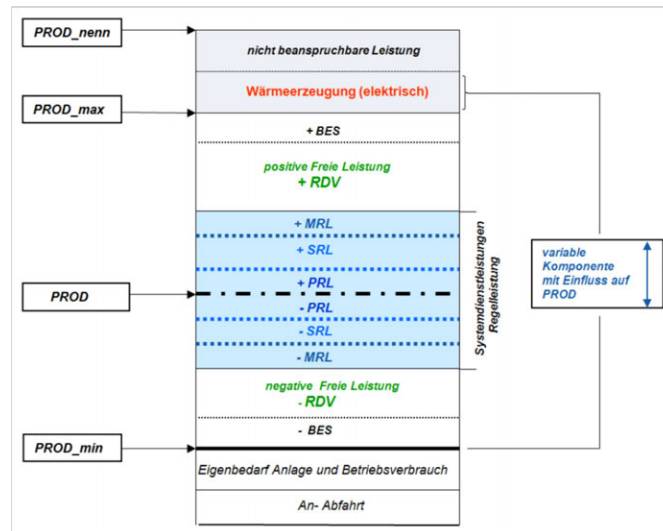 PROD_nenn
nicht beanspruchbare Leistung
Wärmeerzeugung (elektrisch)
PROD_max
+ BES
positive Freie Leistung
+ RDV
+ MRL
+ SRL
+ PRL
PROD
- PRL
- SRL
- MRL
Systemdienstleistungen
Regelleistung
variable
Komponente
mit Einfluss auf
PROD
negative Freie Leistung
- RDV
- BES
PROD_min
Eigenbedarf Anlage und Betriebsverbrauch
An- Abfahrt